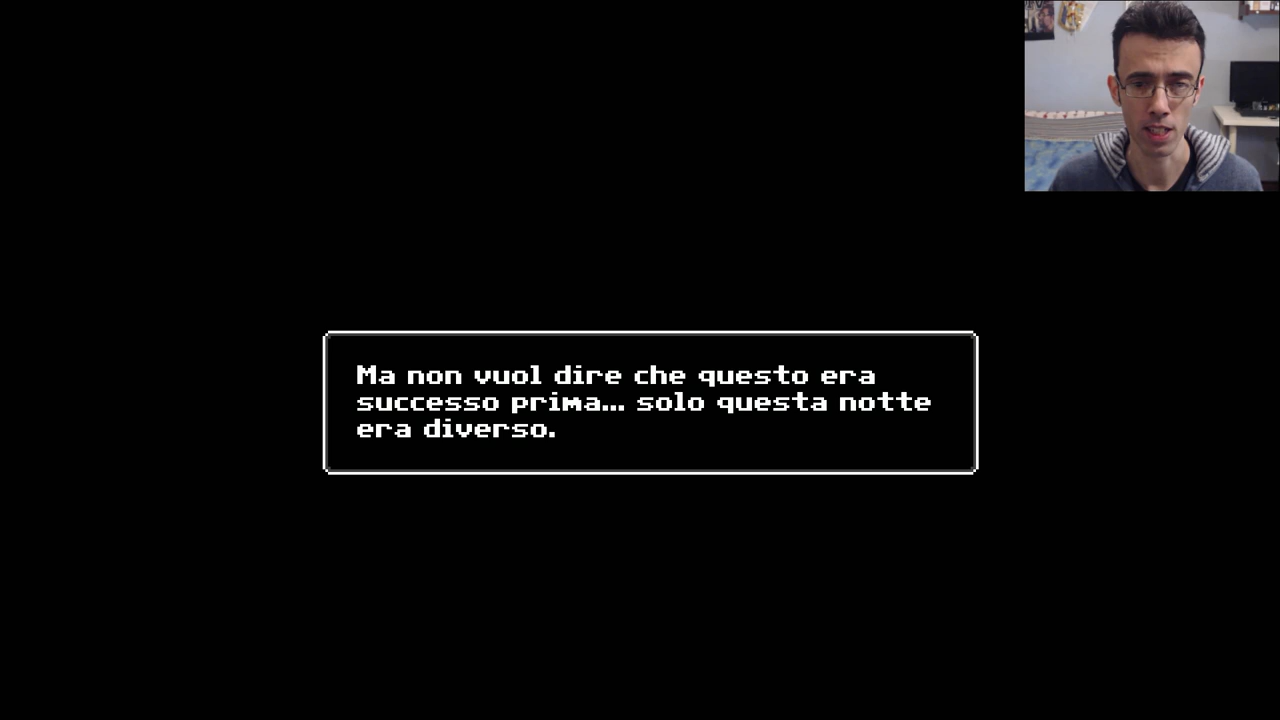 Ma non vuol dire che questo era
successo prima... solo questa notte
era diverso.